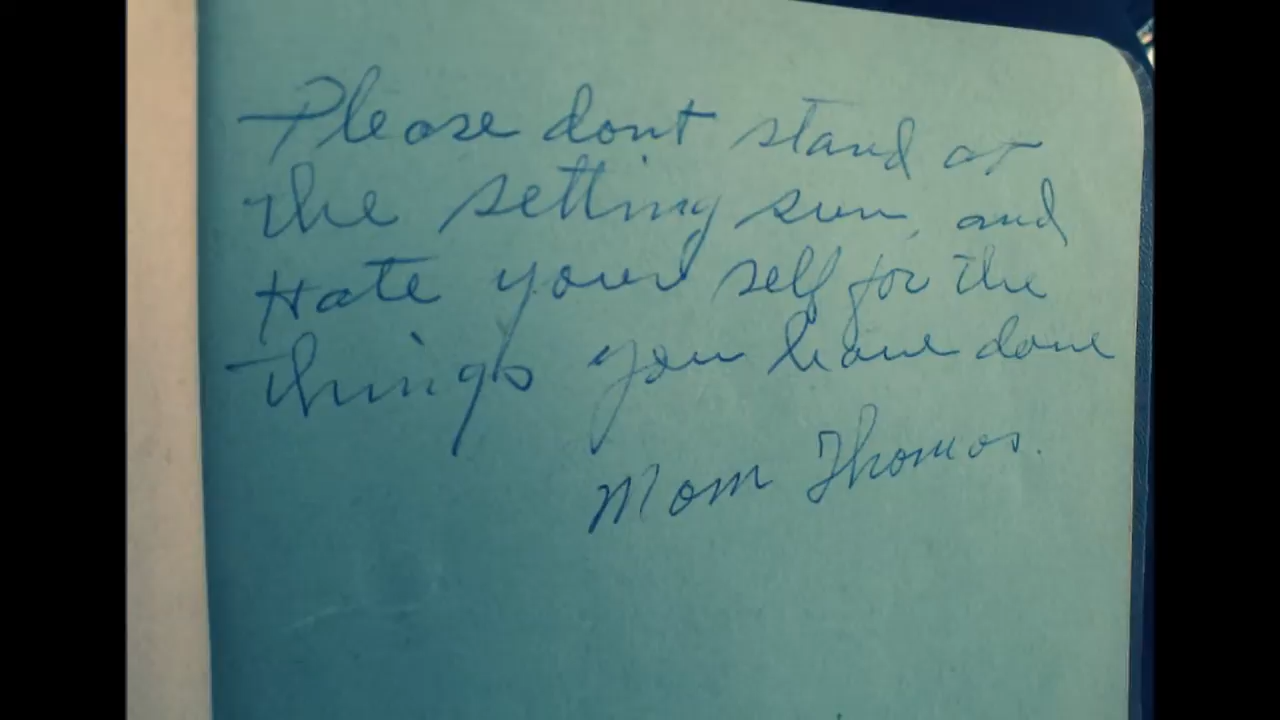 Please dont stand at
the setting sun, and
Hate your self for the
things you have done
Mom Thomas.